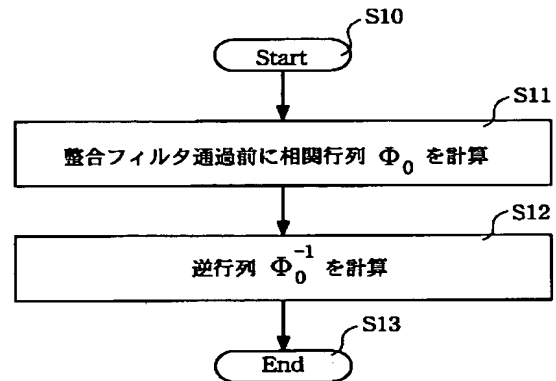 S10
Start
S11
整合フィルタ通過前に相関行列 Φ₀ を計算
S12
逆行列 Φ₀⁻¹ を計算
S13
End